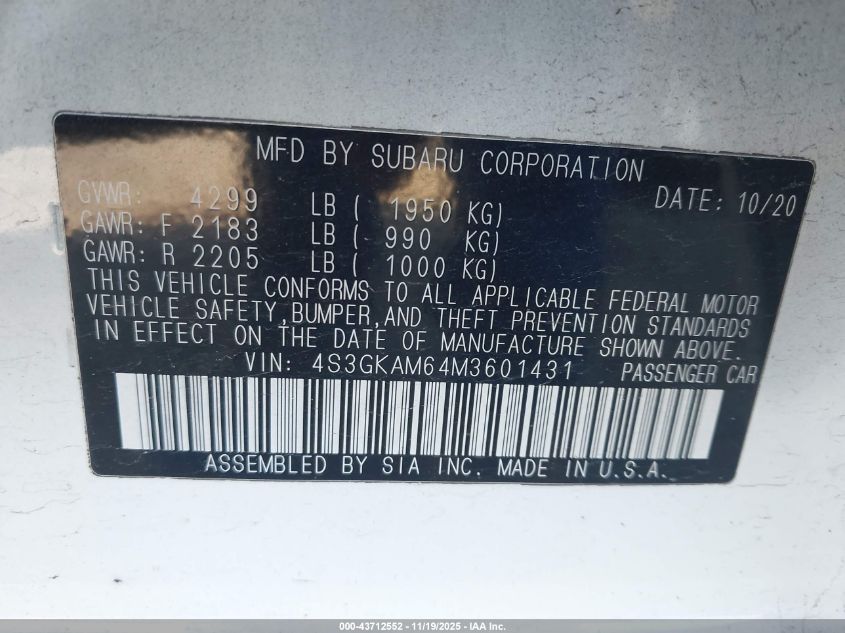 MFD BY SUBARU CORPORATION
GVWR: 4299 LB ( 1950 KG) DATE: 10/20
GAWR: F 2183 LB ( 990 KG)
GAWR: R 2205 LB ( 1000 KG)
THIS VEHICLE CONFORMS TO ALL APPLICABLE FEDERAL MOTOR
VEHICLE SAFETY, BUMPER, AND THEFT PREVENTION STANDARDS
IN EFFECT ON THE DATE OF MANUFACTURE SHOWN ABOVE.
VIN: 4S3GKAM64M3601431 PASSENGER CAR
ASSEMBLED BY SIA INC. MADE IN U.S.A.
000-43712552 - 11/19/2025 - IAA Inc.